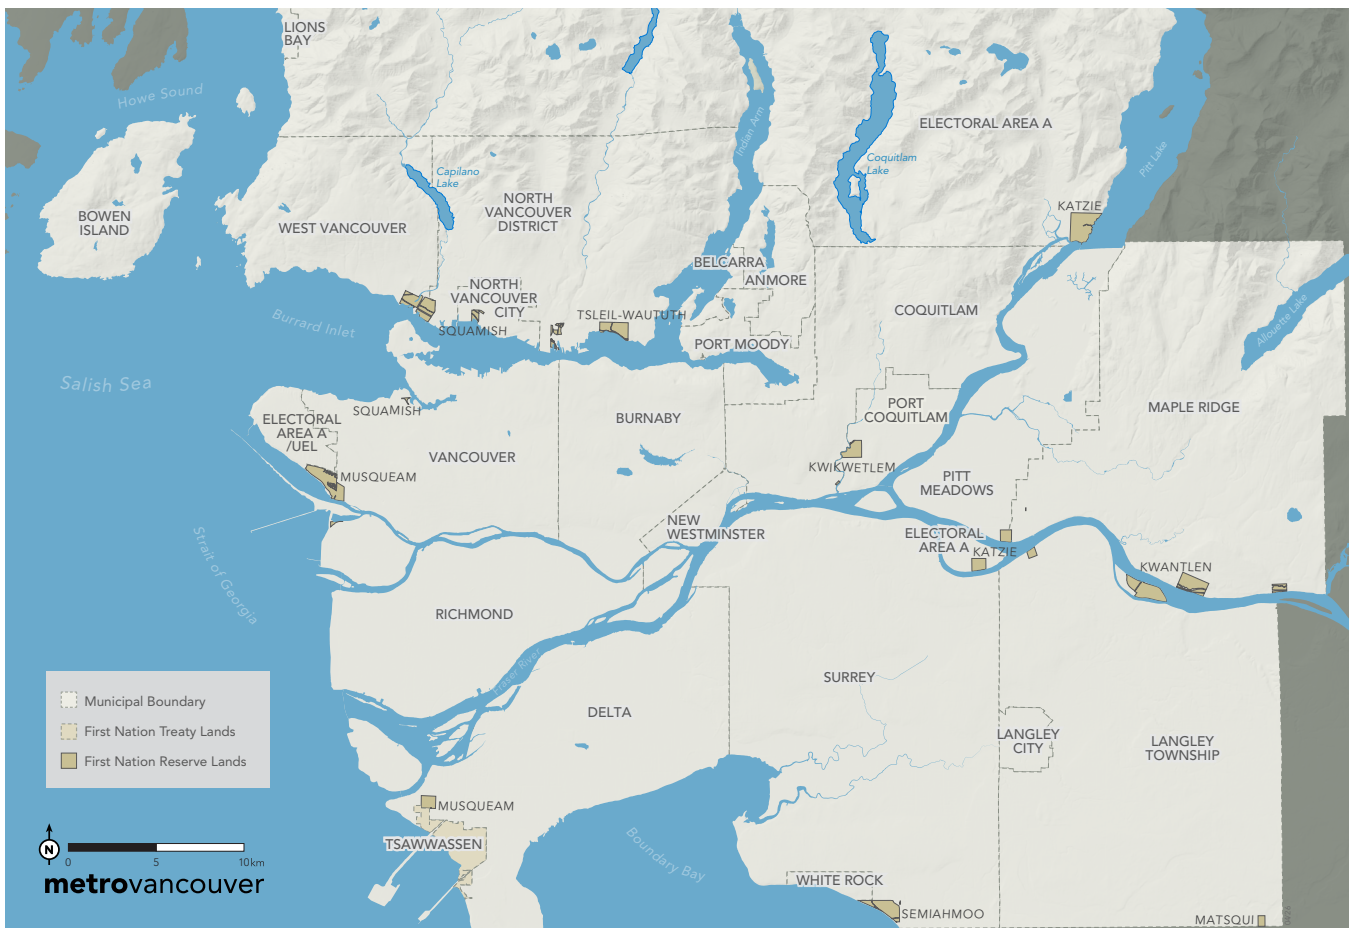 LIONS
BAY
Howe Sound
Indian Arm
ELECTORAL AREA A
Coquitlam
Lake
Pitt Lake
Capilano
Lake
BOWEN
ISLAND
WEST VANCOUVER
NORTH
VANCOUVER
DISTRICT
KATZIE
BELCARRA
ANMORE
NORTH
VANCOUVER
CITY
SQUAMISH
TSLEIL-WAUTUTH
COQUITLAM
Burrard Inlet
PORT MOODY
Allouette Lake
Salish Sea
SQUAMISH
ELECTORAL
AREA A
/UEL
BURNABY
PORT
COQUITLAM
MAPLE RIDGE
VANCOUVER
MUSQUEAM
KWIKWETLEM
PITT
MEADOWS
NEW
WESTMINSTER
ELECTORAL
AREA A
KATZIE
KWANTLEN
Strait of Georgia
RICHMOND
Fraser River
SURREY
DELTA
LANGLEY
CITY
LANGLEY
TOWNSHIP
Municipal Boundary
First Nation Treaty Lands
First Nation Reserve Lands
MUSQUEAM
TSAWWASSEN
Boundary Bay
WHITE ROCK
SEMIAHMOO
MATSQUI
N
0 5 10km
metrovancouver